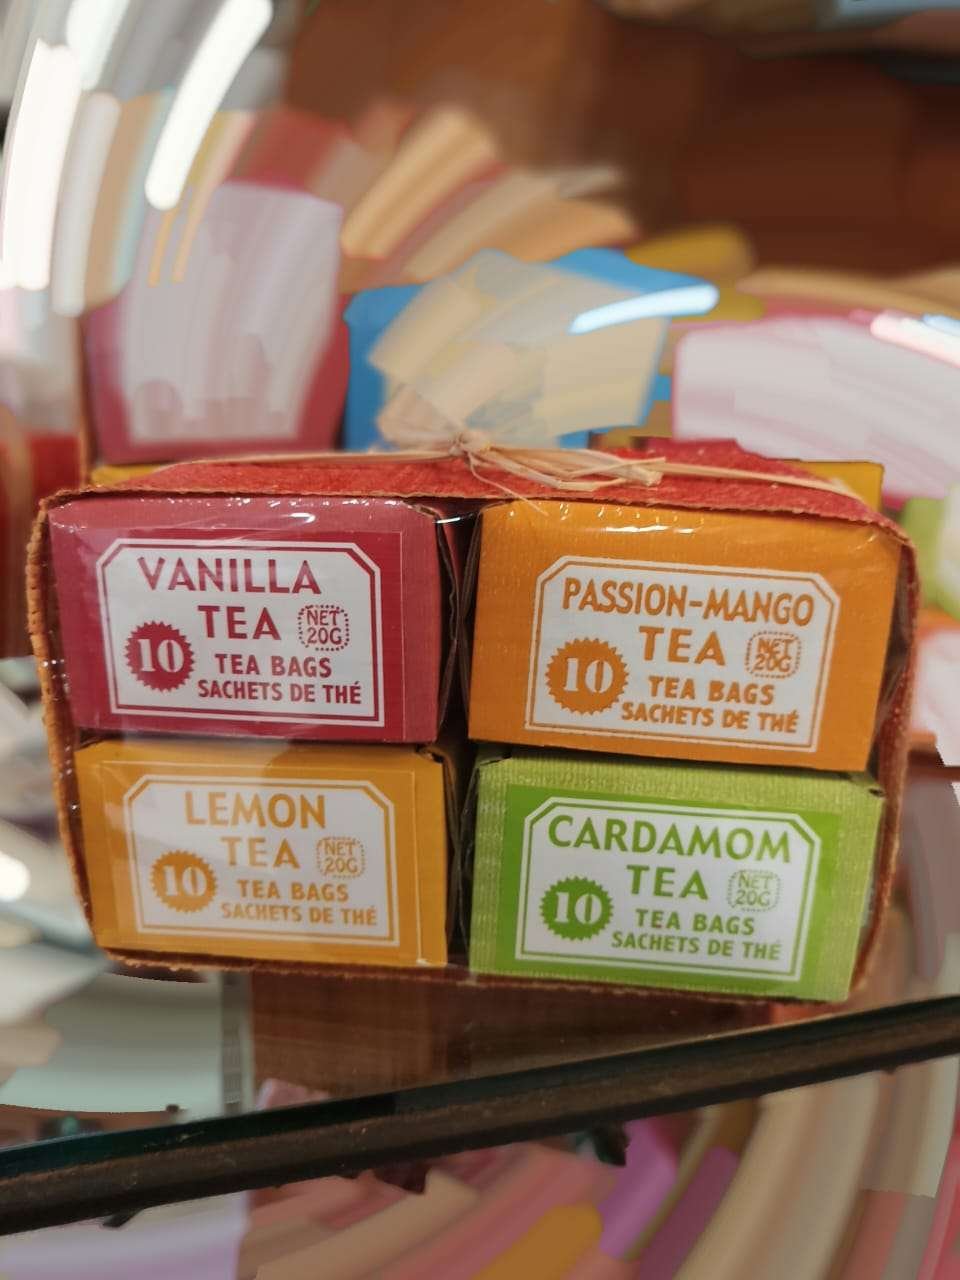 VANILLA
TEA
NET
20G
10
TEA BAGS
SACHETS DE THÉ
PASSION-MANGO
TEA
NET
20G
10
TEA BAGS
SACHETS DE THÉ
LEMON
TEA
NET
20G
10
TEA BAGS
SACHETS DE THÉ
CARDAMOM
TEA
NET
20G
10
TEA BAGS
SACHETS DE THÉ